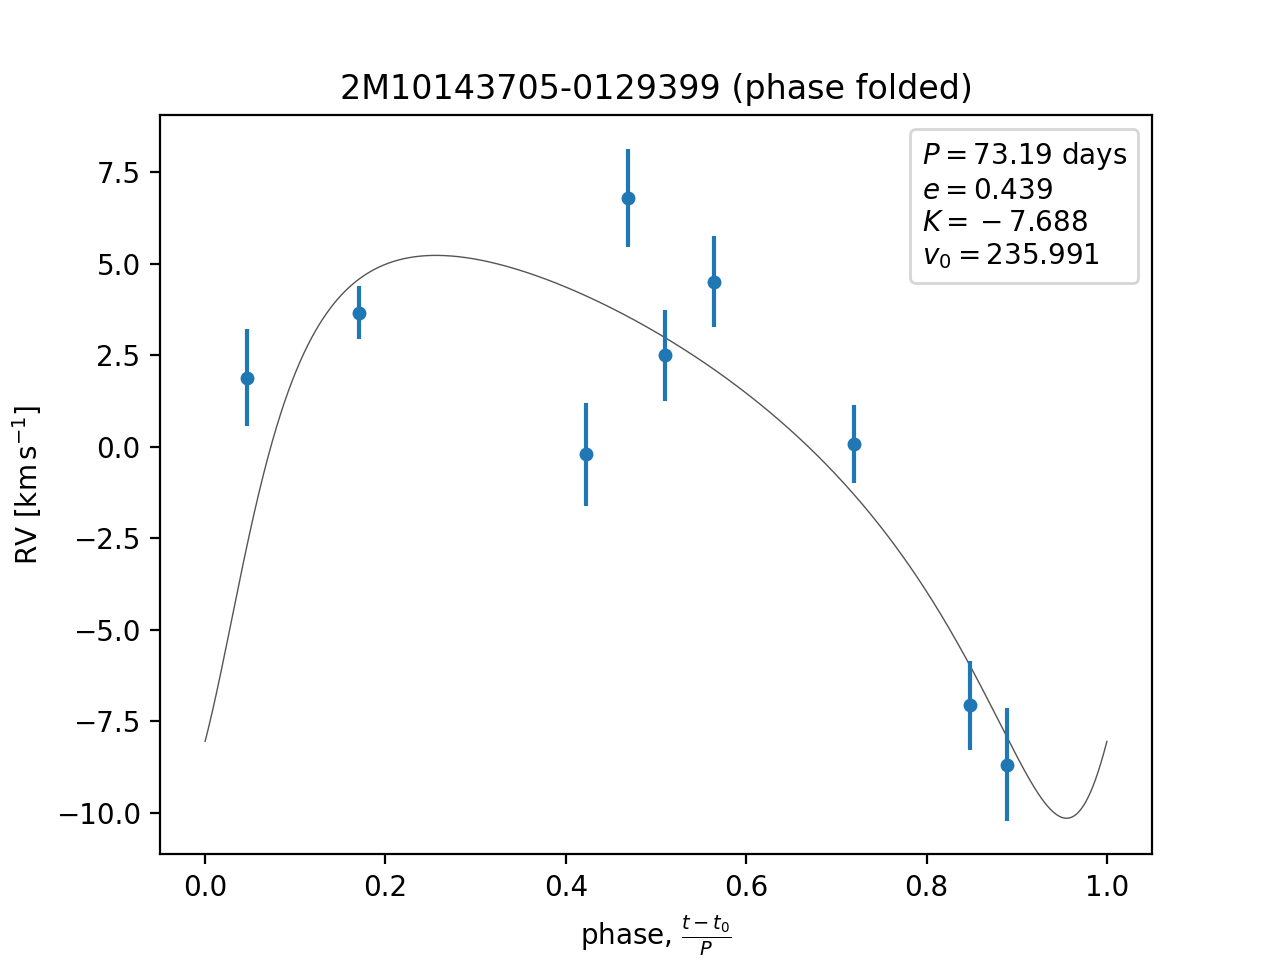 2M10143705-0129399 (phase folded)
P = 73.19 days
e = 0.439
K = −7.688
v₀ = 235.991
RV [km s⁻¹]
7.5
5.0
2.5
0.0
−2.5
−5.0
−7.5
−10.0
0.0 0.2 0.4 0.6 0.8 1.0
phase, (t − t₀)/P